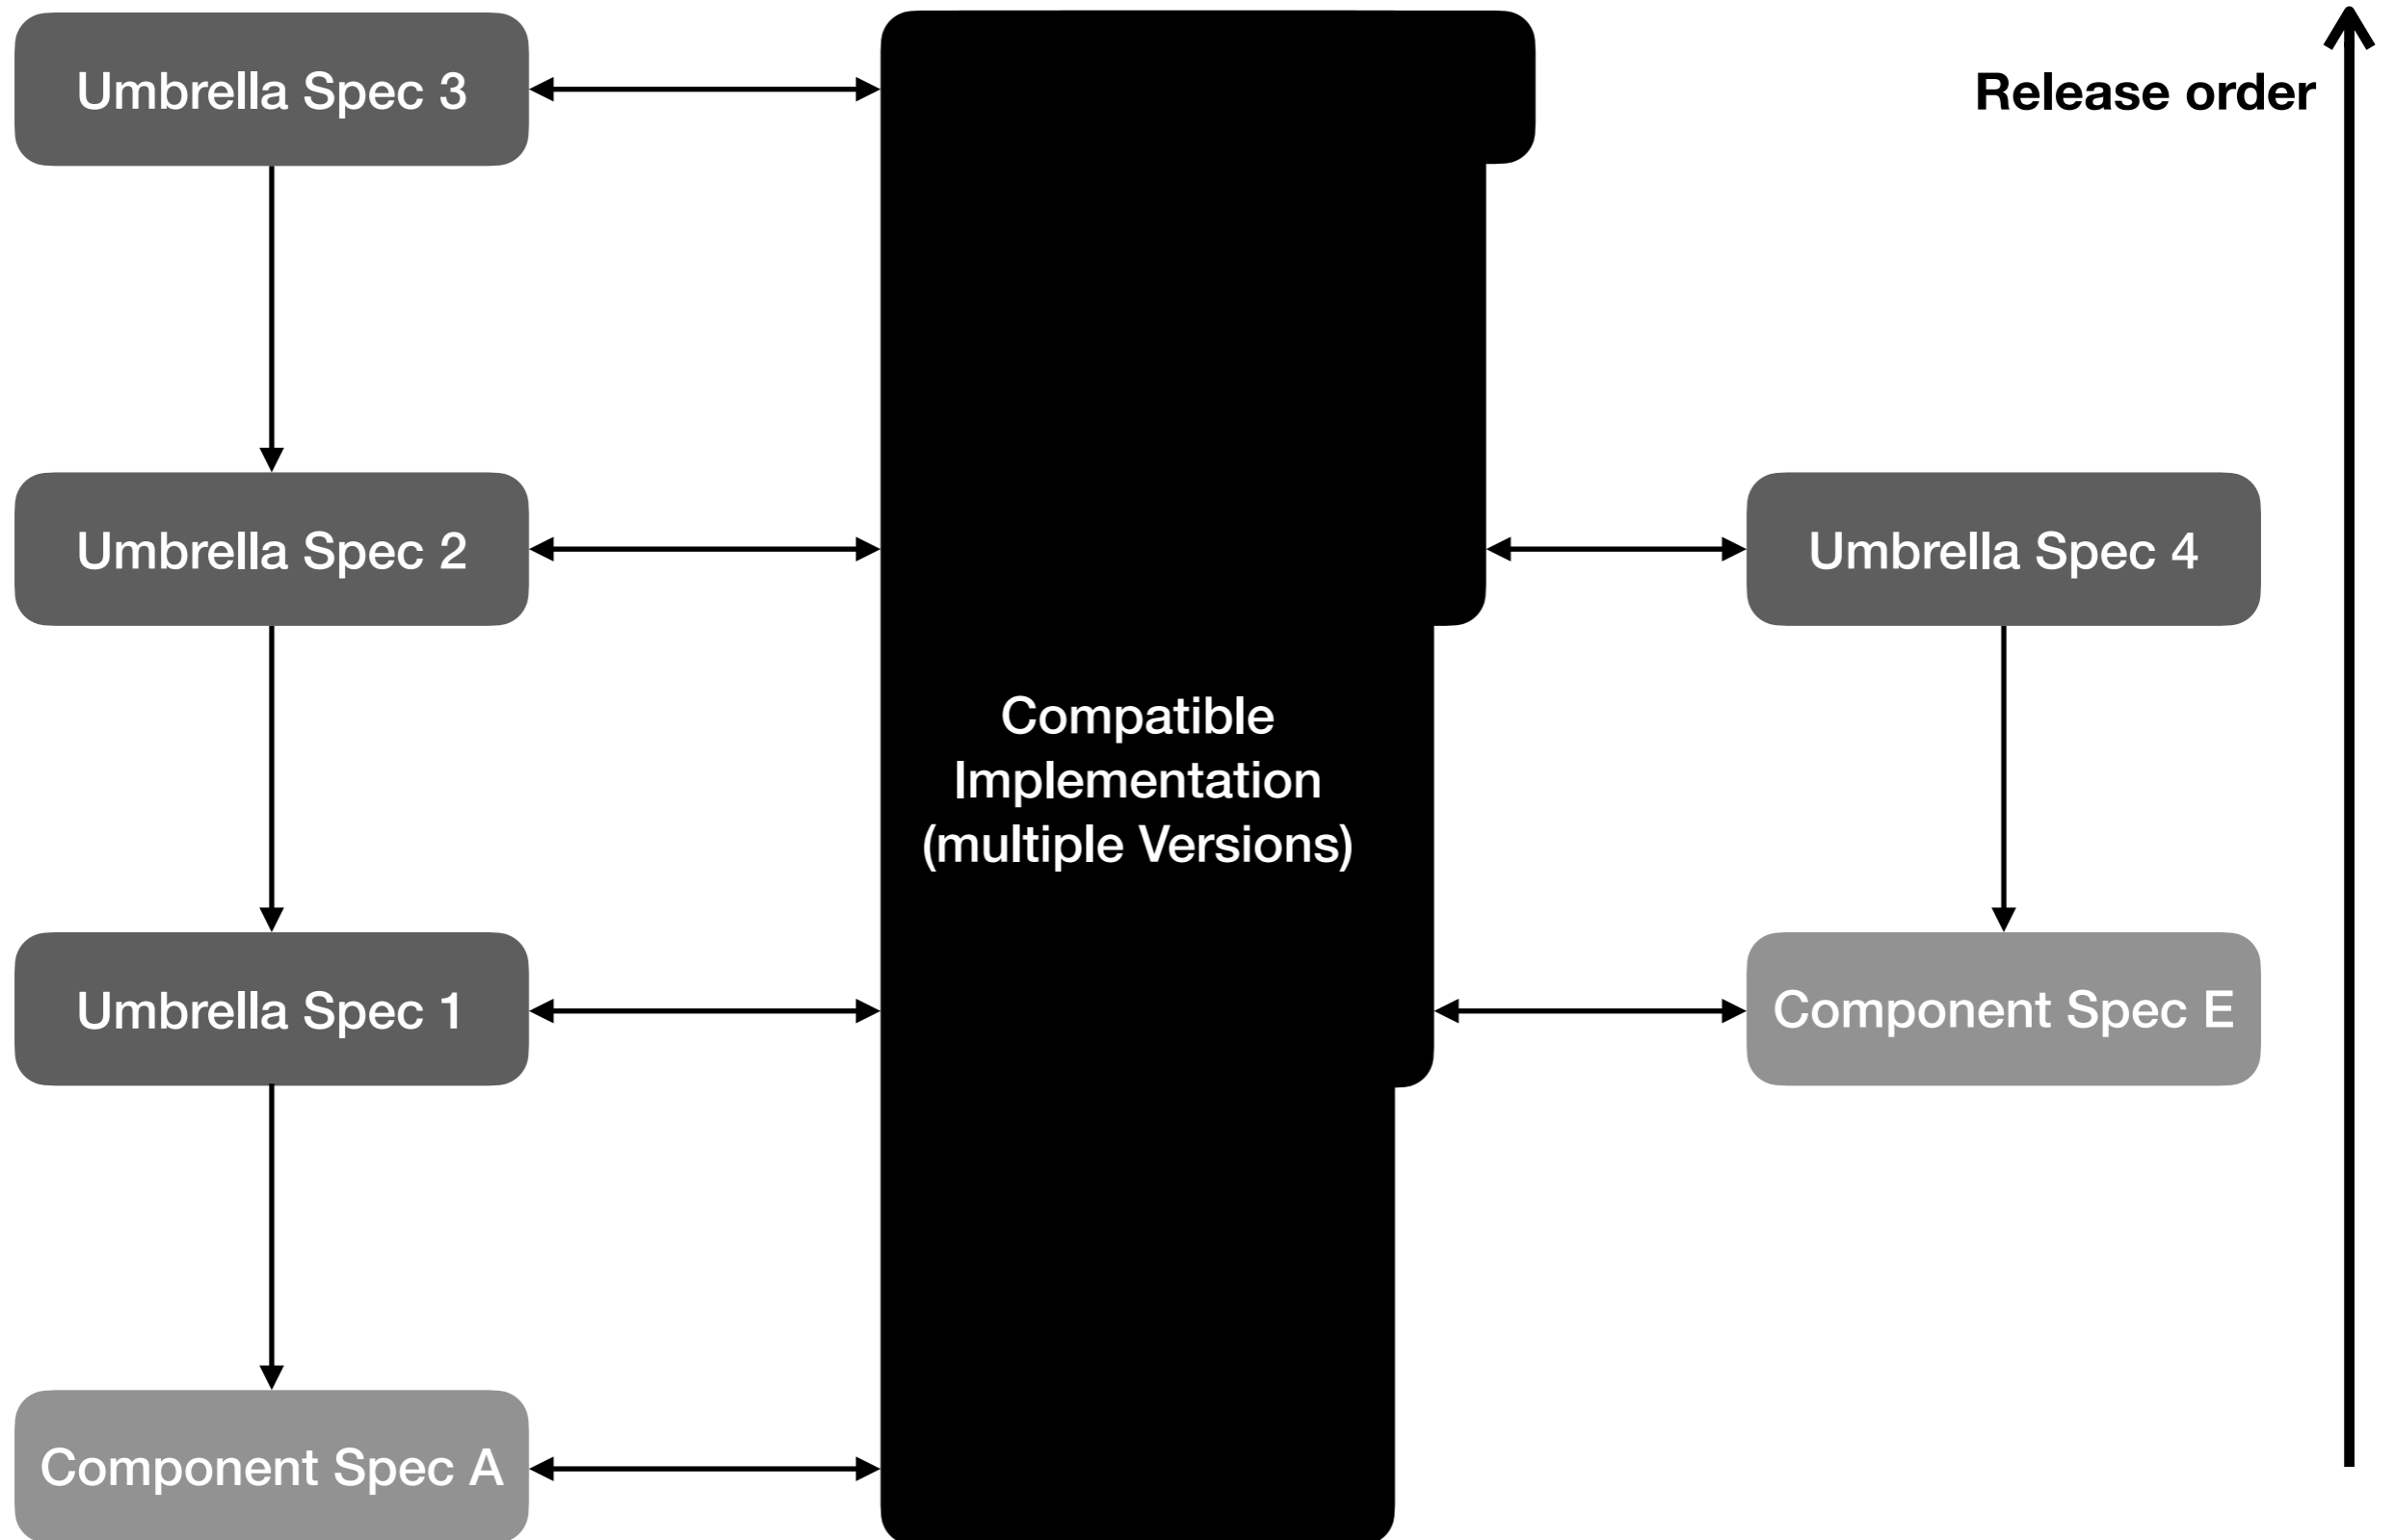 Umbrella Spec 3
Release order
Umbrella Spec 2
Umbrella Spec 4
Compatible
Implementation
(multiple Versions)
Umbrella Spec 1
Component Spec E
Component Spec A